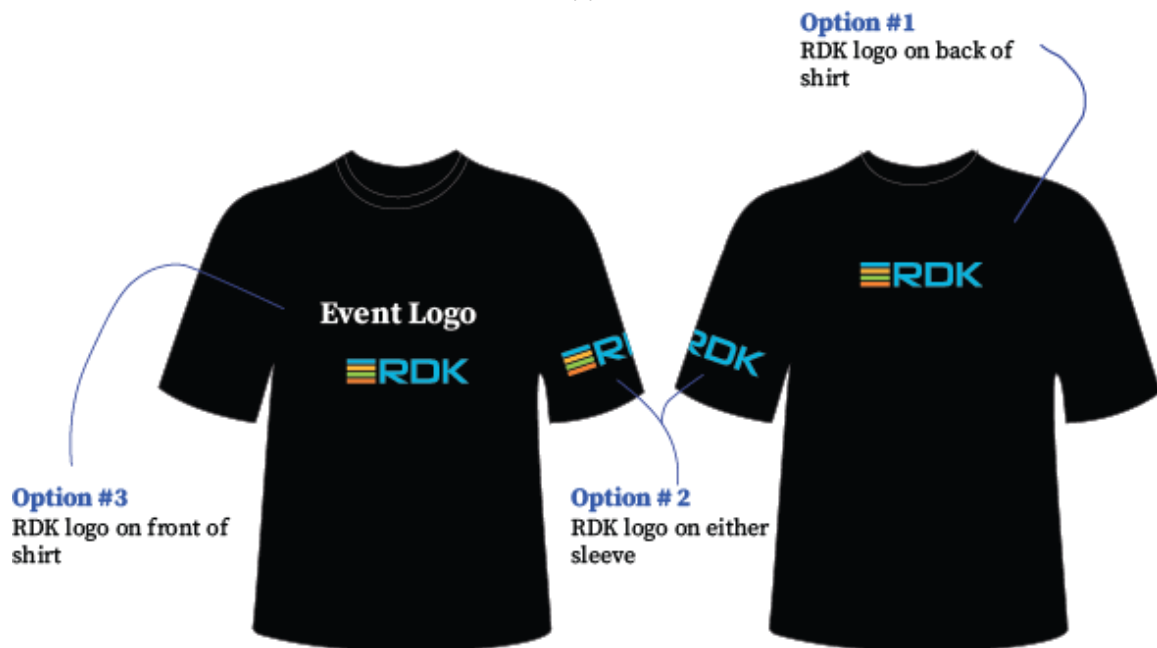 Option #1
RDK logo on back of
shirt
RDK
Event Logo
RDK
RDK
RDK
Option #3
RDK logo on front of
shirt
Option # 2
RDK logo on either
sleeve